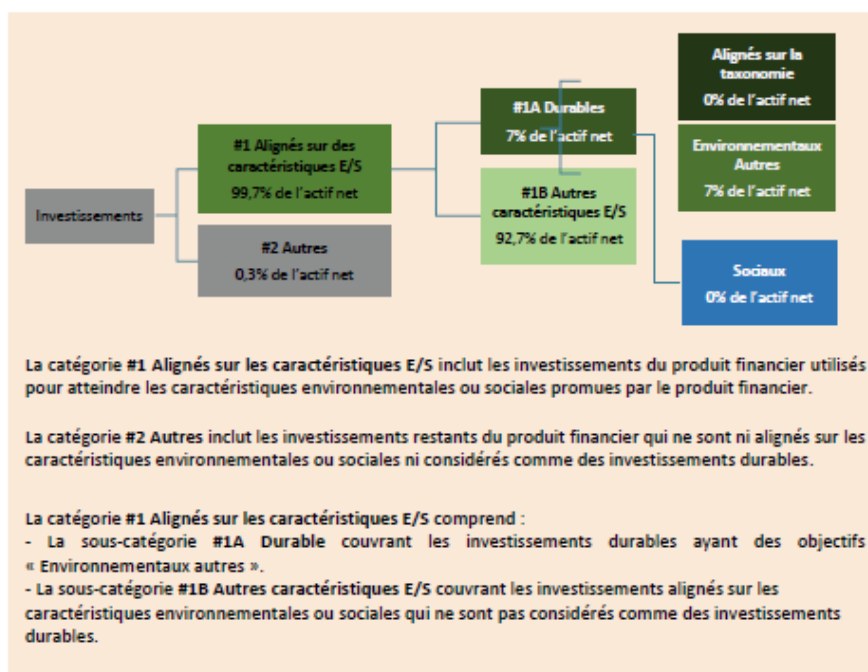 Investissements
#1 Alignés sur des
caractéristiques E/S
99,7% de l'actif net
#2 Autres
0,3% de l'actif net
#1A Durables
7% de l'actif net
#1B Autres
caractéristiques E/S
92,7% de l'actif net
Alignés sur la
taxonomie
0% de l'actif net
Environnementaux
Autres
7% de l'actif net
Sociaux
0% de l'actif net
La catégorie #1 Alignés sur les caractéristiques E/S inclut les investissements du produit financier utilisés
pour atteindre les caractéristiques environnementales ou sociales promues par le produit financier.
La catégorie #2 Autres inclut les investissements restants du produit financier qui ne sont ni alignés sur les
caractéristiques environnementales ou sociales ni considérés comme des investissements durables.
La catégorie #1 Alignés sur les caractéristiques E/S comprend :
- La sous-catégorie #1A Durable couvrant les investissements durables ayant des objectifs
« Environnementaux autres ».
- La sous-catégorie #1B Autres caractéristiques E/S couvrant les investissements alignés sur les
caractéristiques environnementales ou sociales qui ne sont pas considérés comme des investissements
durables.